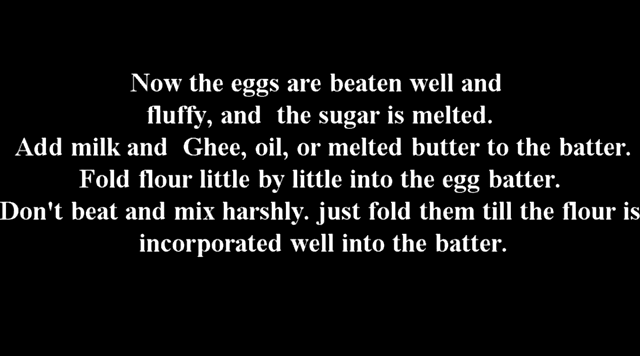 Now the eggs are beaten well and
fluffy, and the sugar is melted.
Add milk and Ghee, oil, or melted butter to the batter.
Fold flour little by little into the egg batter.
Don't beat and mix harshly. just fold them till the flour is
incorporated well into the batter.